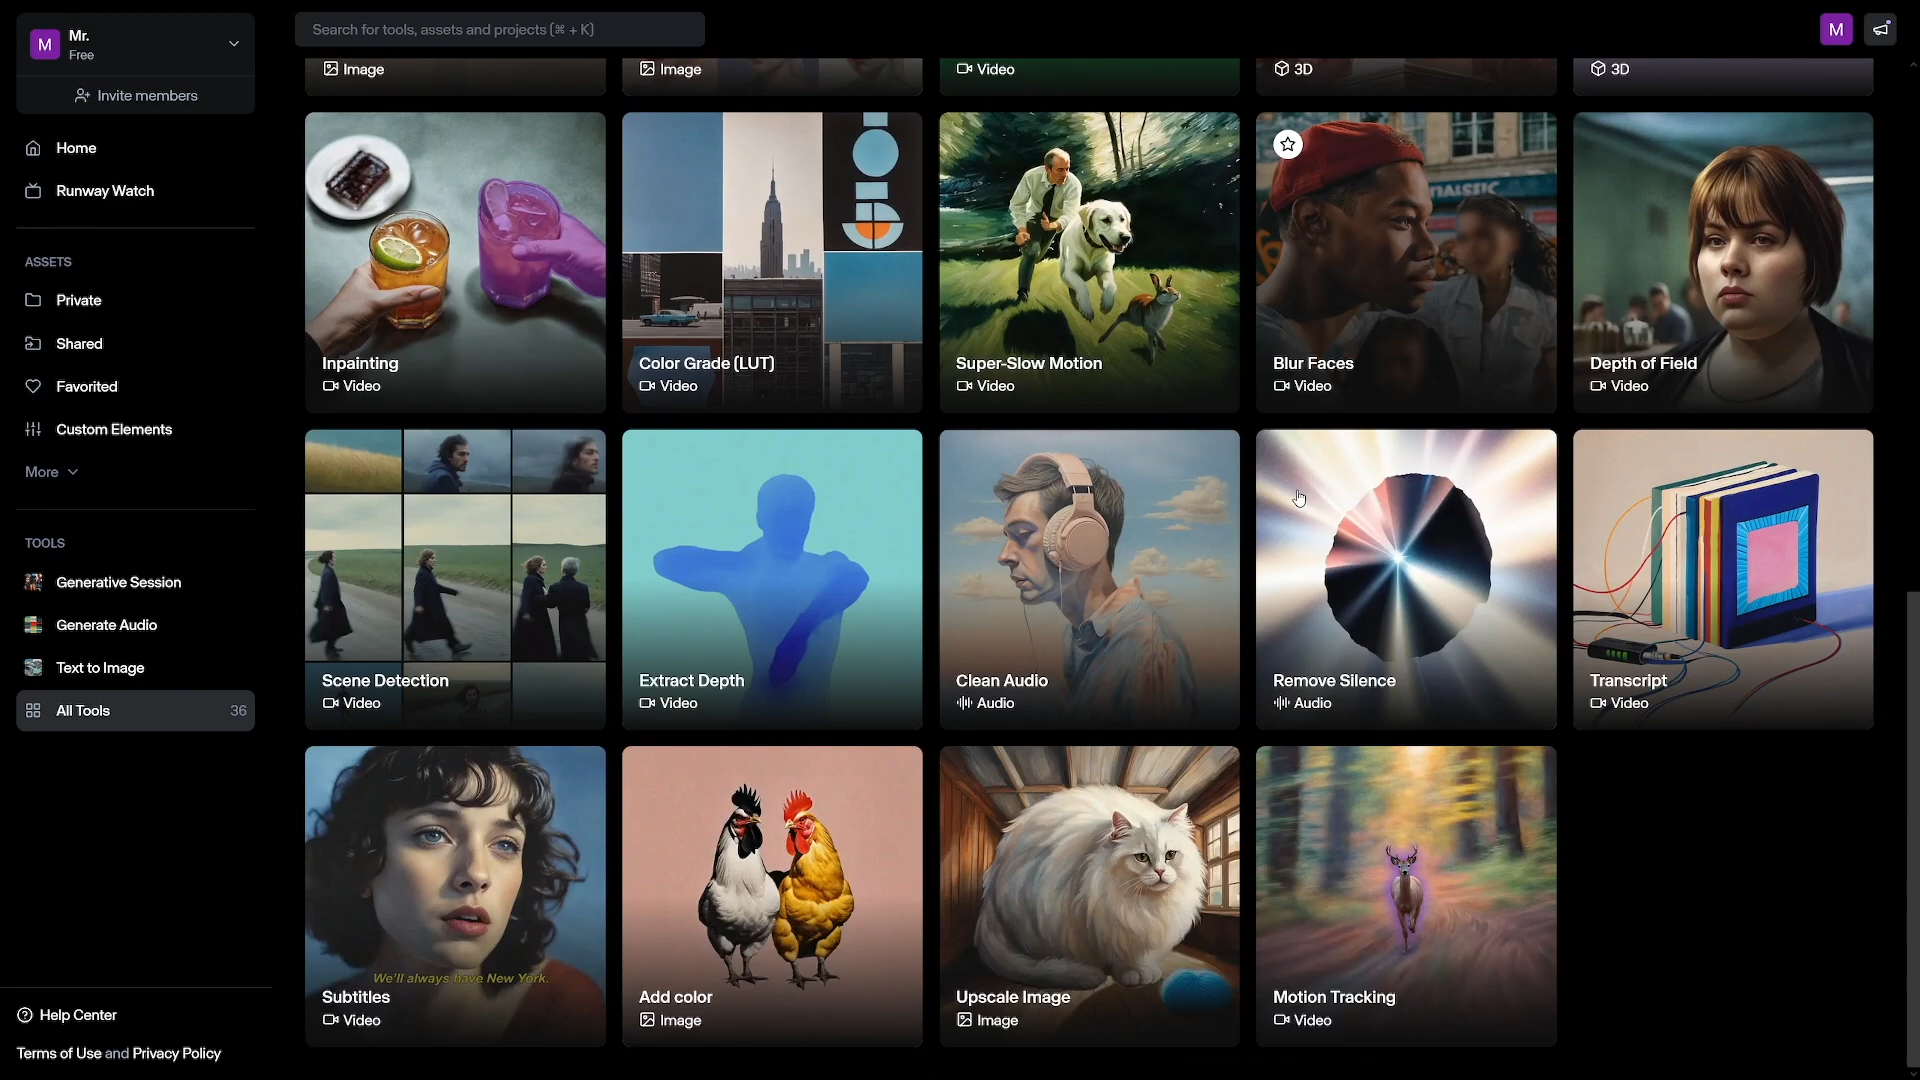 M
Mr.
Free
Invite members
Home
Runway Watch
ASSETS
Private
Shared
Favorited
Custom Elements
More
TOOLS
Generative Session
Generate Audio
Text to Image
All Tools 36
Help Center
Terms of Use and Privacy Policy
Search for tools, assets and projects (⌘ + K)
M
Image
Image
Video
3D
3D
Inpainting
Video
Color Grade (LUT)
Video
Super-Slow Motion
Video
Blur Faces
Video
Depth of Field
Video
Scene Detection
Video
Extract Depth
Video
Clean Audio
Audio
Remove Silence
Audio
Transcript
Video
We'll always have New York.
Subtitles
Video
Add color
Image
Upscale Image
Image
Motion Tracking
Video